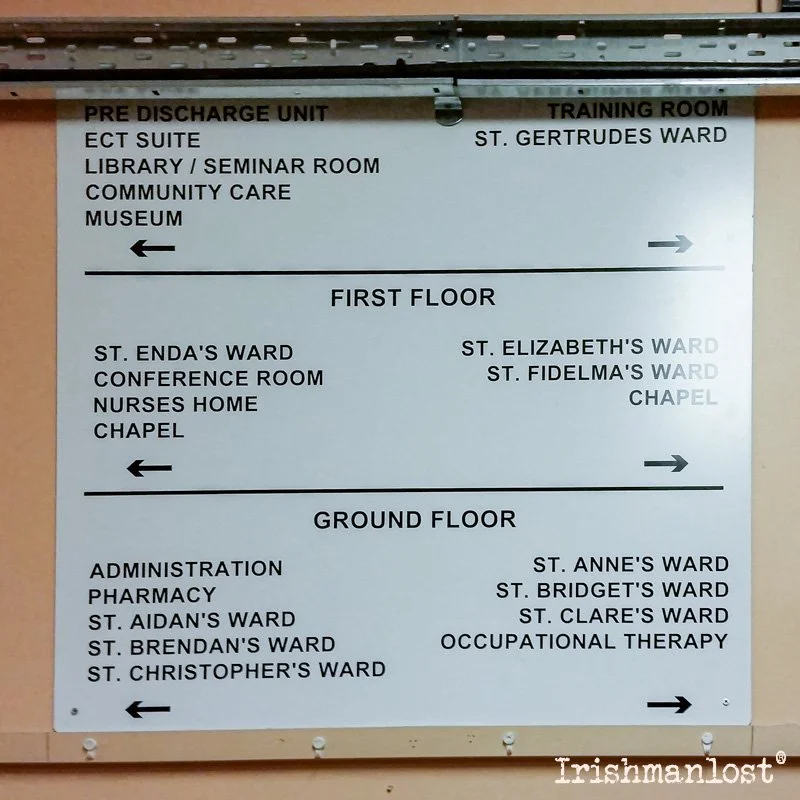 PRE DISCHARGE UNIT
ECT SUITE
LIBRARY / SEMINAR ROOM
COMMUNITY CARE
MUSEUM
←
TRAINING ROOM
ST. GERTRUDES WARD
→
FIRST FLOOR
ST. ENDA'S WARD
CONFERENCE ROOM
NURSES HOME
CHAPEL
←
ST. ELIZABETH'S WARD
ST. FIDELMA'S WARD
CHAPEL
→
GROUND FLOOR
ADMINISTRATION
PHARMACY
ST. AIDAN'S WARD
ST. BRENDAN'S WARD
ST. CHRISTOPHER'S WARD
←
ST. ANNE'S WARD
ST. BRIDGET'S WARD
ST. CLARE'S WARD
OCCUPATIONAL THERAPY
→
Irishmanlost®